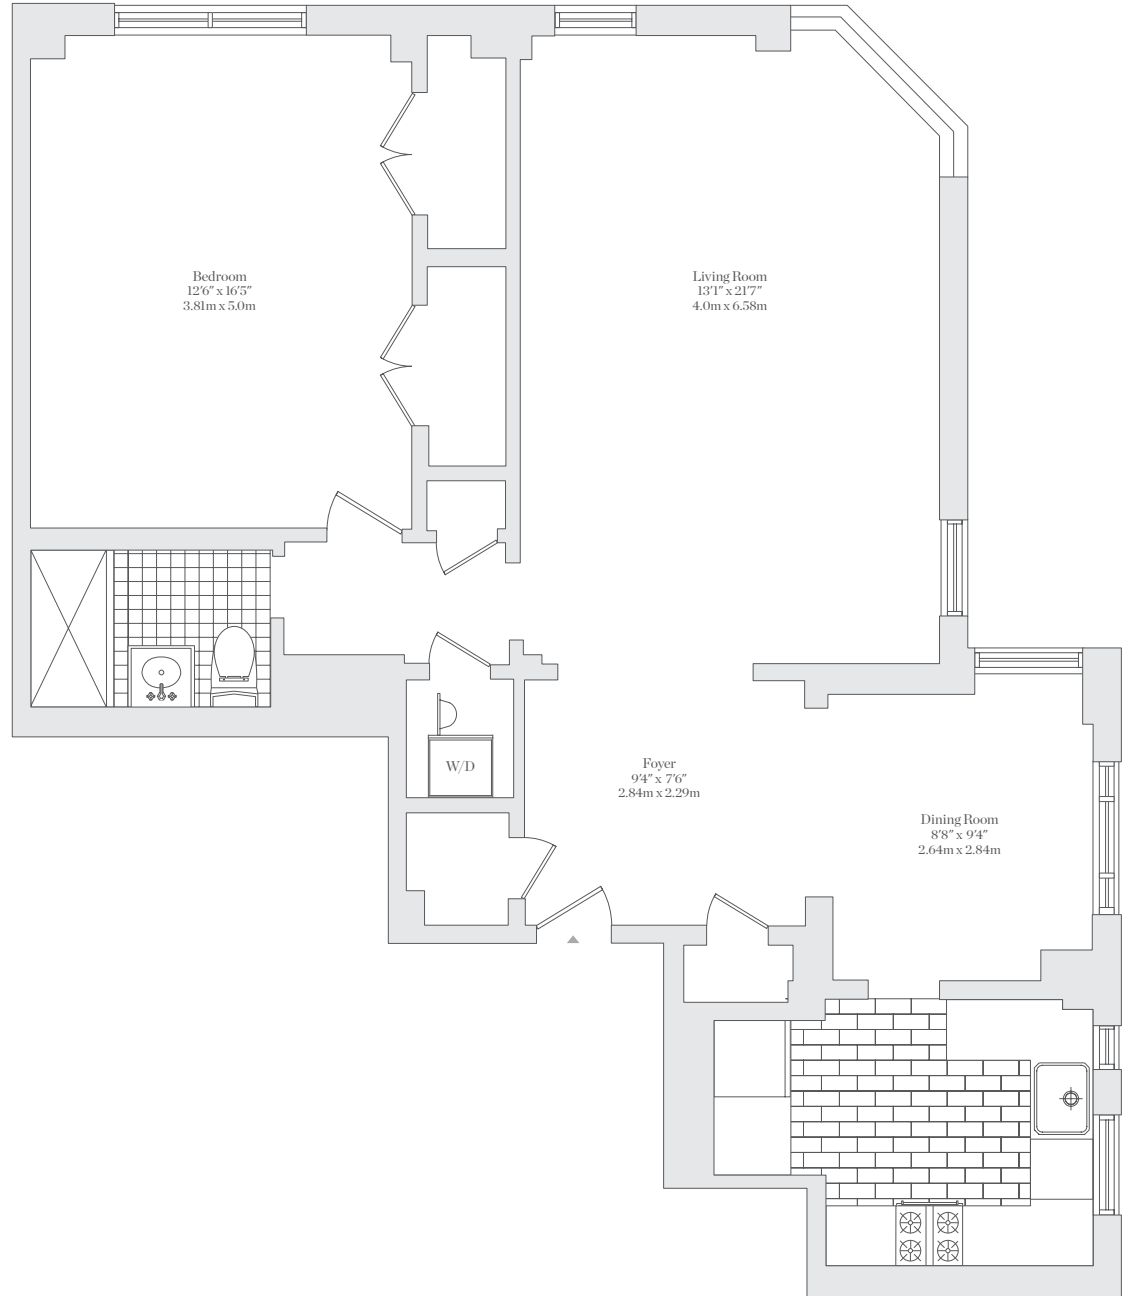 Bedroom
12'6" x 16'5"
3.81m x 5.0m
Living Room
13'1" x 21'7"
4.0m x 6.58m
W/D
Foyer
9'4" x 7'6"
2.84m x 2.29m
Dining Room
8'8" x 9'4"
2.64m x 2.84m